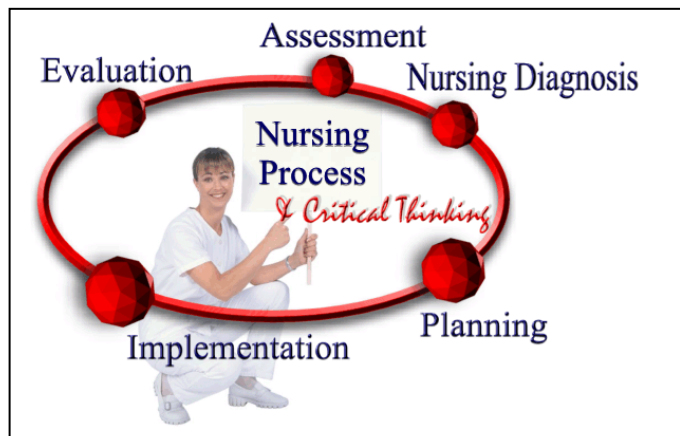 Assessment
Evaluation
Nursing Diagnosis
Nursing
Process
& Critical Thinking
Planning
Implementation